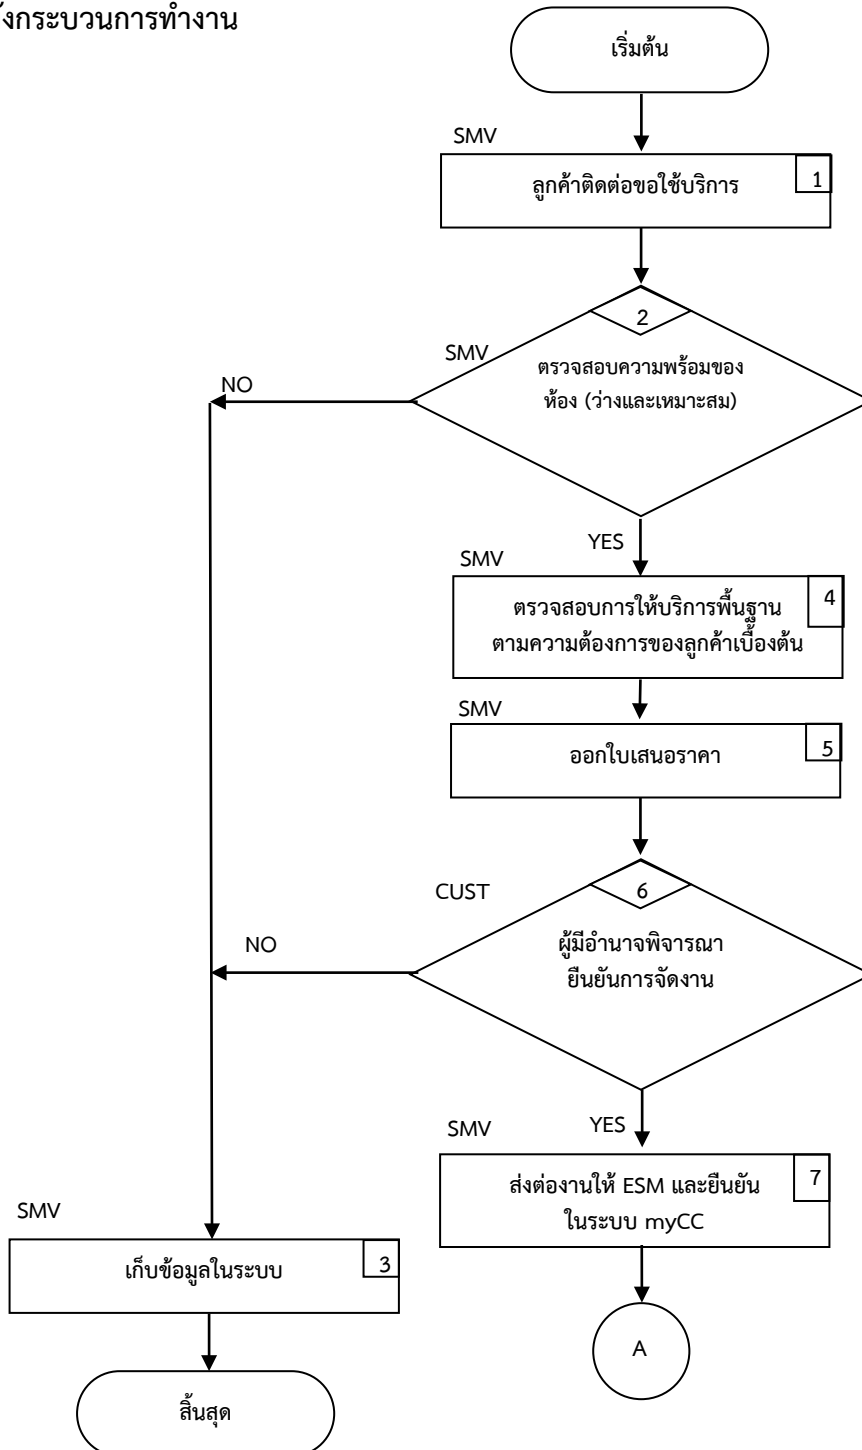 งกระบวนการทำงาน
เริ่มต้น
SMV
ลูกค้าติดต่อขอใช้บริการ
1
2
SMV
ตรวจสอบความพร้อมของ
ห้อง (ว่างและเหมาะสม)
NO
YES
SMV
ตรวจสอบการให้บริการพื้นฐาน
ตามความต้องการของลูกค้าเบื้องต้น
4
SMV
ออกใบเสนอราคา
5
CUST
6
ผู้มีอำนาจพิจารณา
ยืนยันการจัดงาน
NO
YES
SMV
ส่งต่องานให้ ESM และยืนยัน
ในระบบ myCC
7
SMV
เก็บข้อมูลในระบบ
3
A
สิ้นสุด